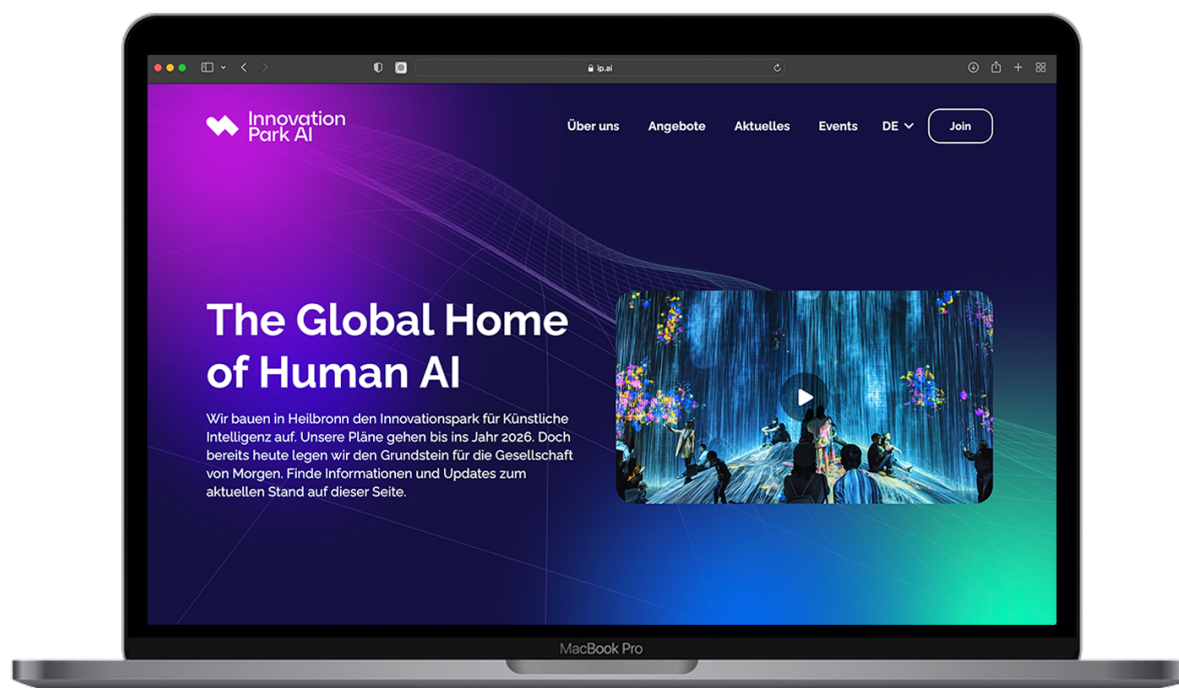 ip.ai
Innovation
Park AI
Über uns
Angebote
Aktuelles
Events
DE
Join
The Global Home
of Human AI
Wir bauen in Heilbronn den Innovationspark für Künstliche
Intelligenz auf. Unsere Pläne gehen bis ins Jahr 2026. Doch
bereits heute legen wir den Grundstein für die Gesellschaft
von Morgen. Finde Informationen und Updates zum
aktuellen Stand auf dieser Seite.
MacBook Pro